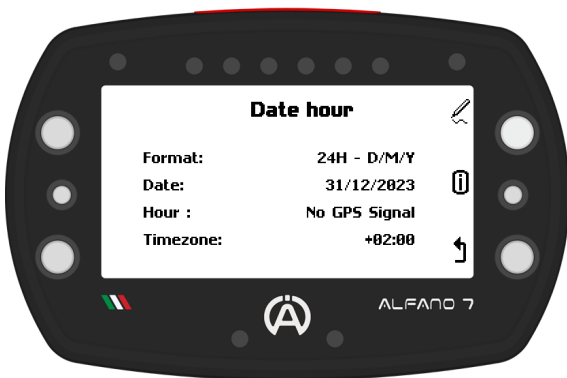 Date hour
Format: 24H - D/M/Y
Date: 31/12/2023
Hour : No GPS Signal
Timezone: +02:00
ALFANO 7